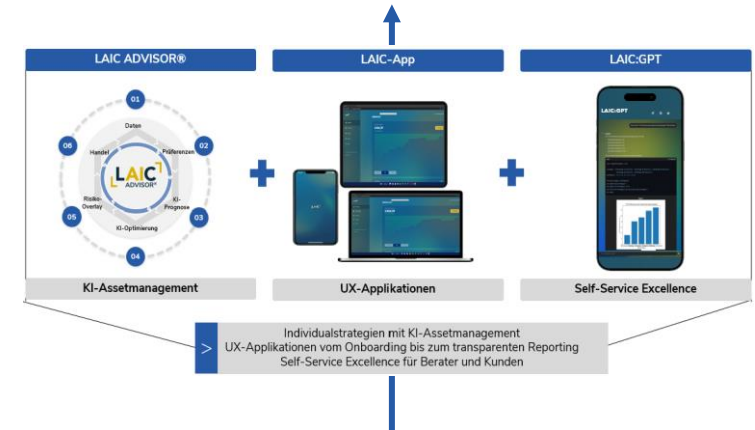 LAIC ADVISOR®
LAIC-App
LAIC:GPT
01
Daten
06
02
Handel
Präferenzen
LAIC
ADVISOR®
Risiko-
Overlay
KI-
Prognose
05
03
KI-Optimierung
04
LAIC:GPT
KI-Assetmanagement
UX-Applikationen
Self-Service Excellence
Individualstrategien mit KI-Assetmanagement
> UX-Applikationen vom Onboarding bis zum transparenten Reporting
Self-Service Excellence für Berater und Kunden